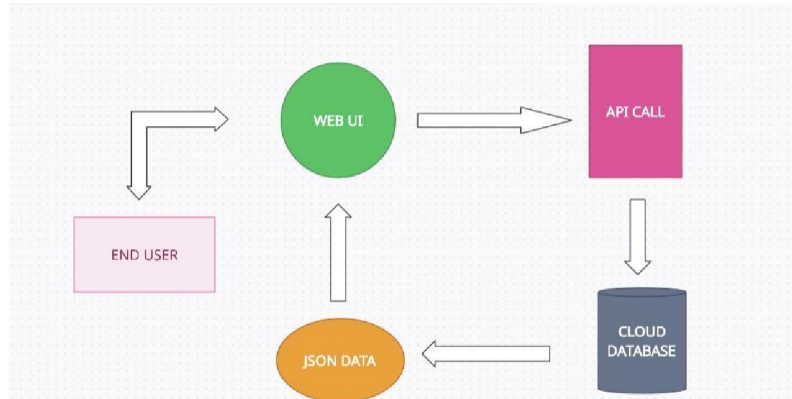 WEB UI
API CALL
END USER
CLOUD
DATABASE
JSON DATA